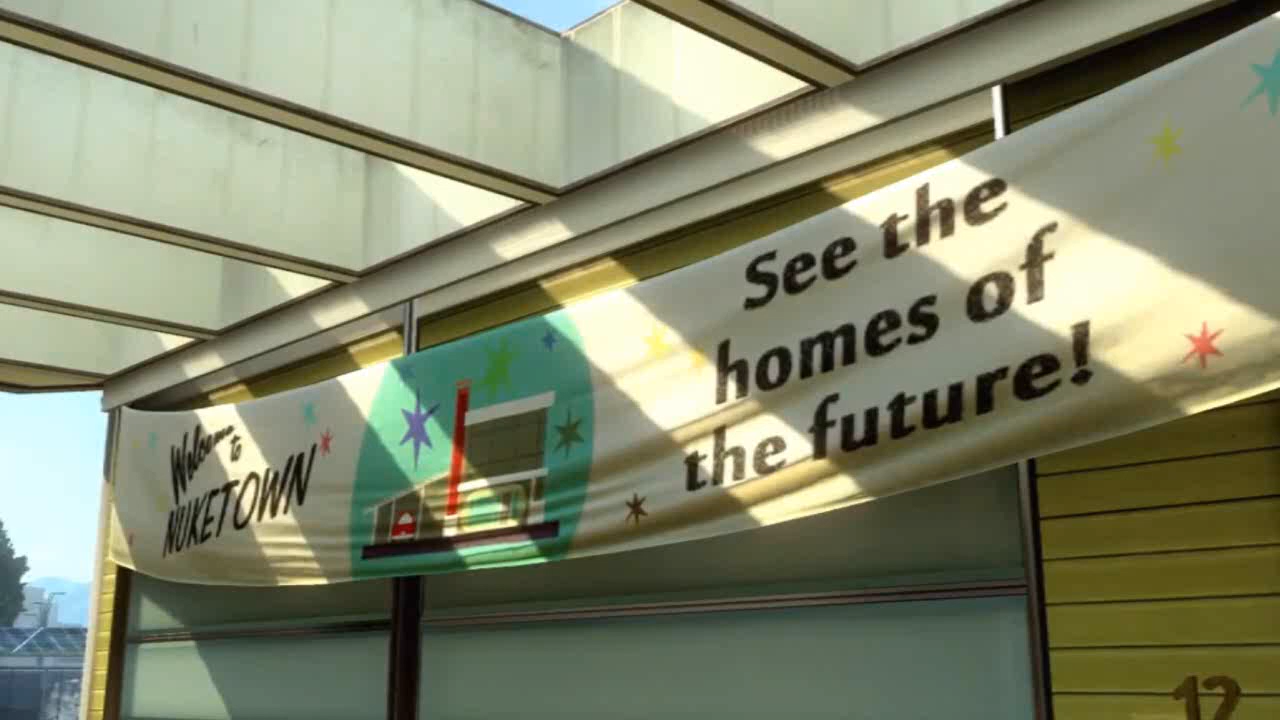 Welcome
to
NUKETOWN
See the
homes of
the future!
12